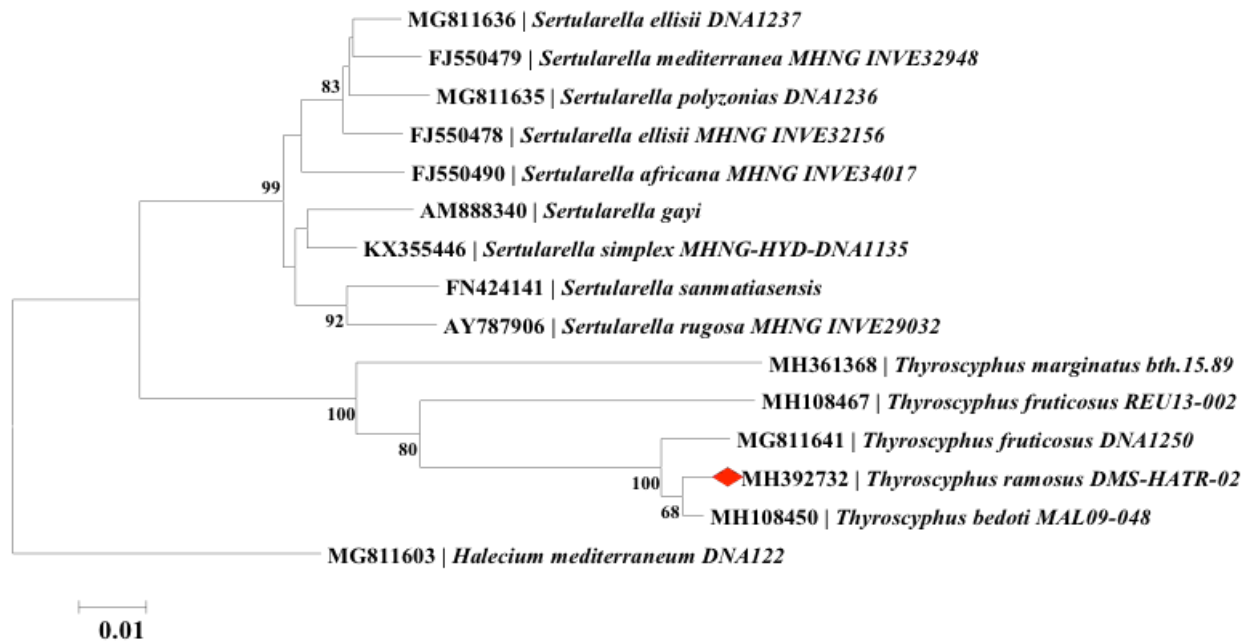 MG811636 | Sertularella ellisii DNA1237
FJ550479 | Sertularella mediterranea MHNG INVE32948
83
MG811635 | Sertularella polyzonias DNA1236
FJ550478 | Sertularella ellisii MHNG INVE32156
FJ550490 | Sertularella africana MHNG INVE34017
99
AM888340 | Sertularella gayi
KX355446 | Sertularella simplex MHNG-HYD-DNA1135
FN424141 | Sertularella sanmatiasensis
92
AY787906 | Sertularella rugosa MHNG INVE29032
MH361368 | Thyroscyphus marginatus bth.15.89
100
MH108467 | Thyroscyphus fruticosus REU13-002
80
MG811641 | Thyroscyphus fruticosus DNA1250
100
MH392732 | Thyroscyphus ramosus DMS-HATR-02
68
MH108450 | Thyroscyphus bedoti MAL09-048
MG811603 | Halecium mediterraneum DNA122
0.01